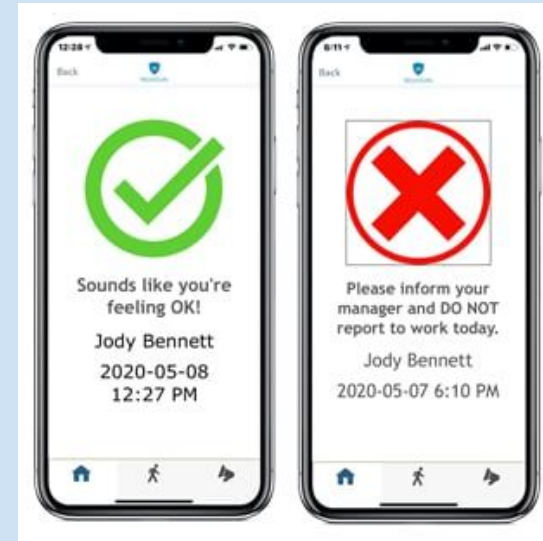 12:28
Back
Sounds like you're
feeling OK!
Jody Bennett
2020-05-08
12:27 PM
6:11
Back
Please inform your
manager and DO NOT
report to work today.
Jody Bennett
2020-05-07 6:10 PM